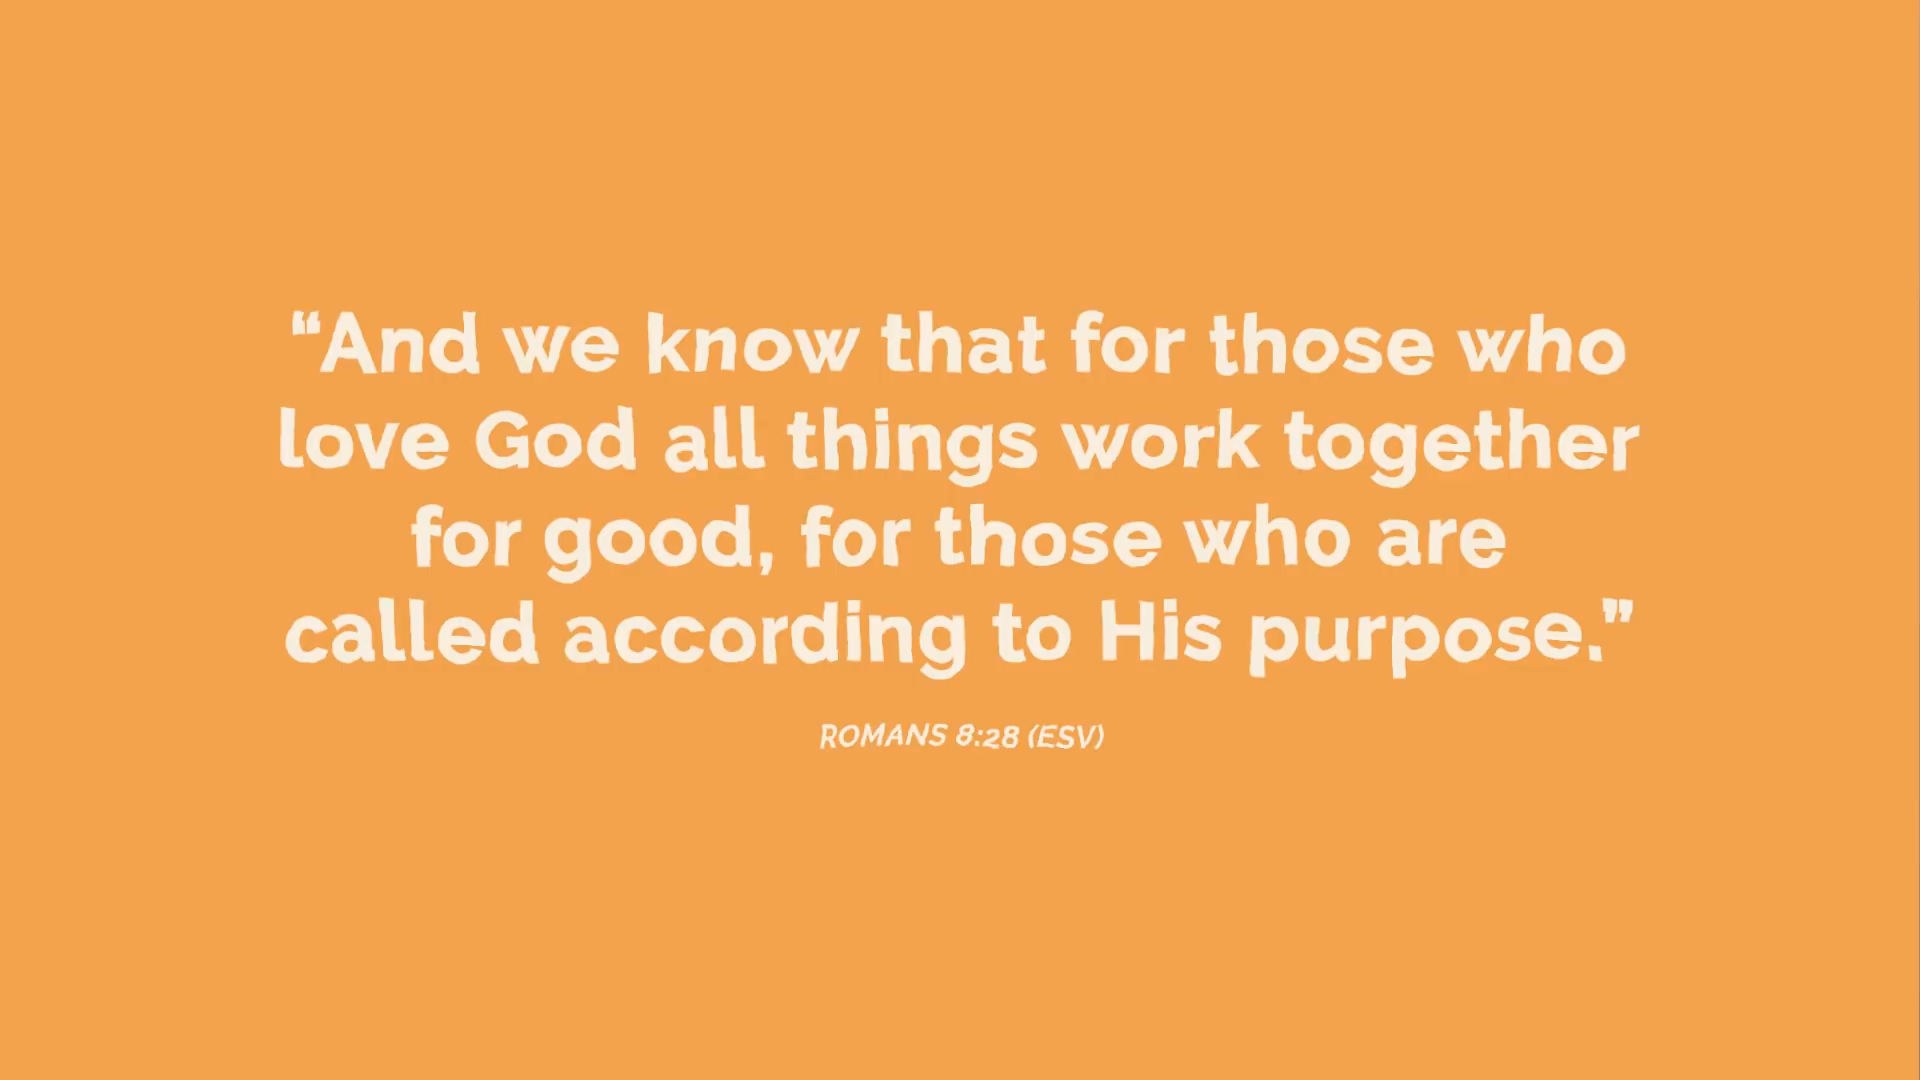 “And we know that for those who
love God all things work together
for good, for those who are
called according to His purpose.”
ROMANS 8:28 (ESV)